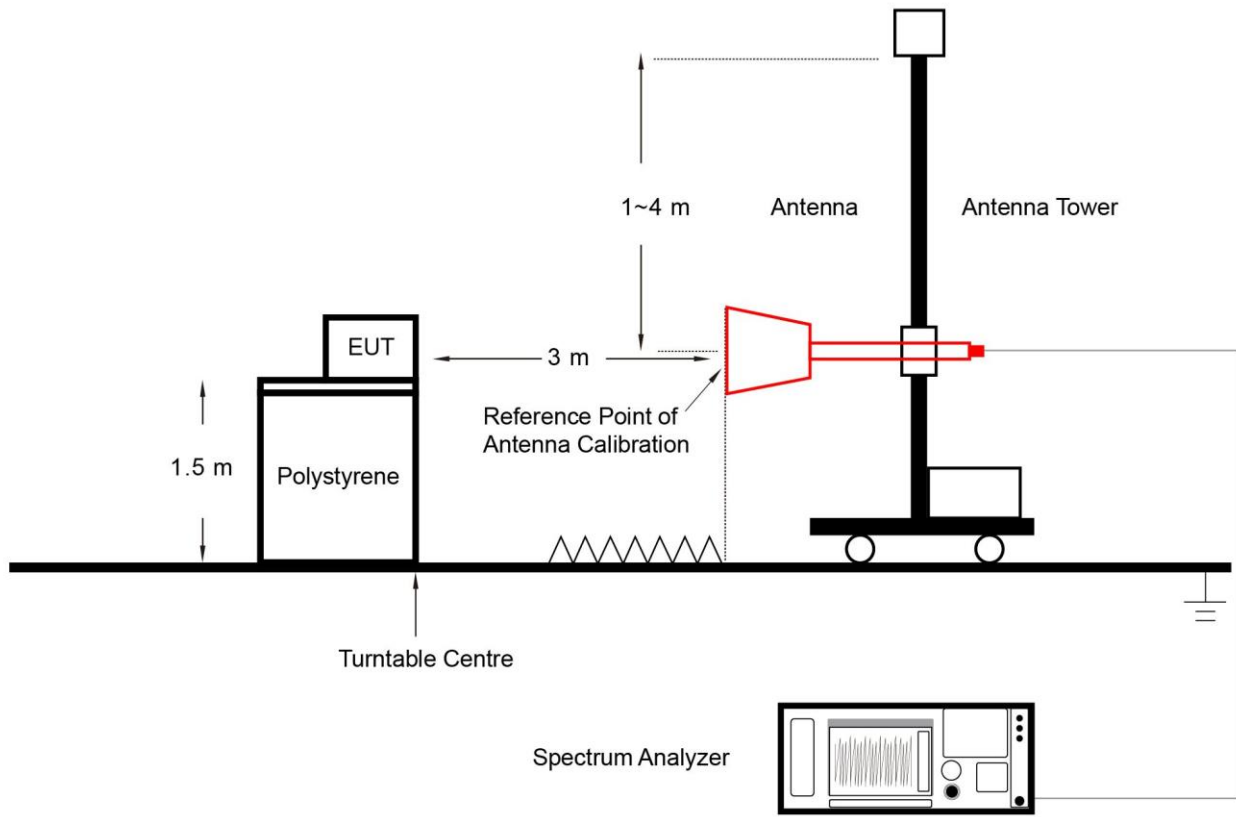 1~4 m
Antenna
Antenna Tower
EUT
3 m
Reference Point of
Antenna Calibration
1.5 m
Polystyrene
Turntable Centre
Spectrum Analyzer